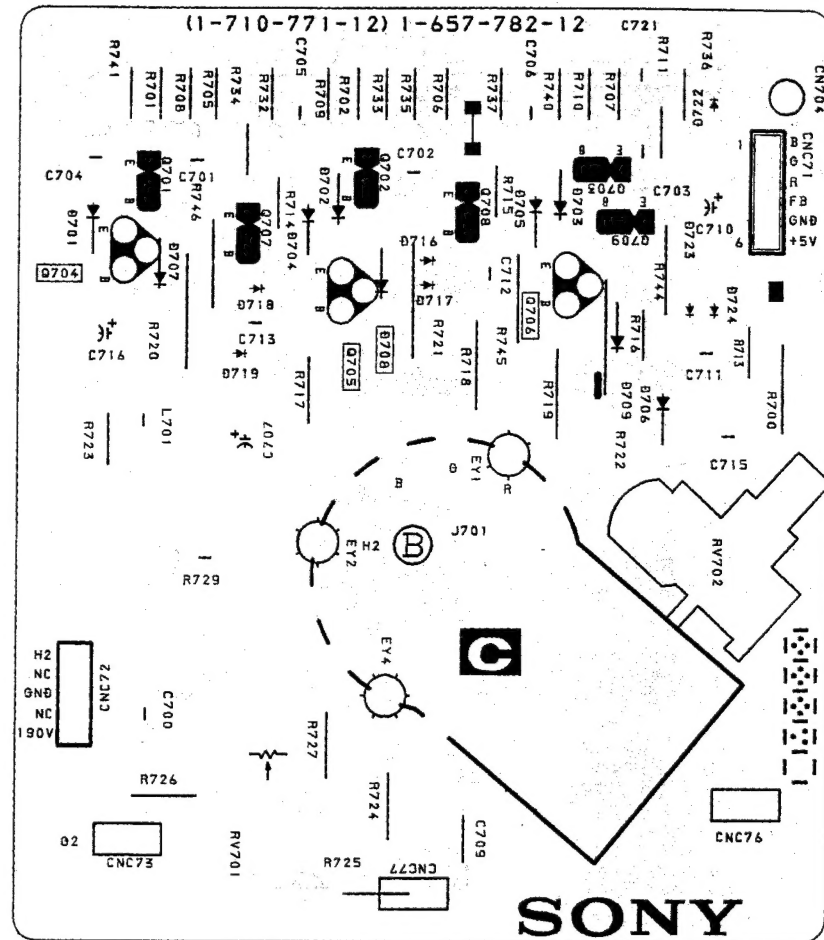 (1-710-771-12) 1-657-782-12
C721
R741
R701
R708
R705
R734
R732
C705
R709
R702
R733
R735
R706
R737
C706
R740
R710
R707
R711
R736
D722
CN704
CNC71
1
B
G
R
FB
GND
6
+5V
C704
E
Q701
B
C701
R746
E
Q707
B
R714
D702
D704
E
Q702
B
C702
E
Q708
B
R715
D705
D703
B
E
Q703
B
E
Q709
C703
C710
D723
D701
E
B
Q704
D707
D718
C713
D719
E
B
Q705
D708
D716
D717
C712
E
B
Q706
R744
D724
C716
R720
R717
R721
R718
R745
R719
R716
D709
D706
C711
R713
R700
R723
L701
C707
R722
C715
B
G
R
EY1
EY2
H2
B
J701
RV702
R729
EY4
C
H2
NC
GND
NC
190V
CNC72
C700
R727
R726
R724
C709
G2
CNC73
RV701
R725
CNC77
CNC76
SONY